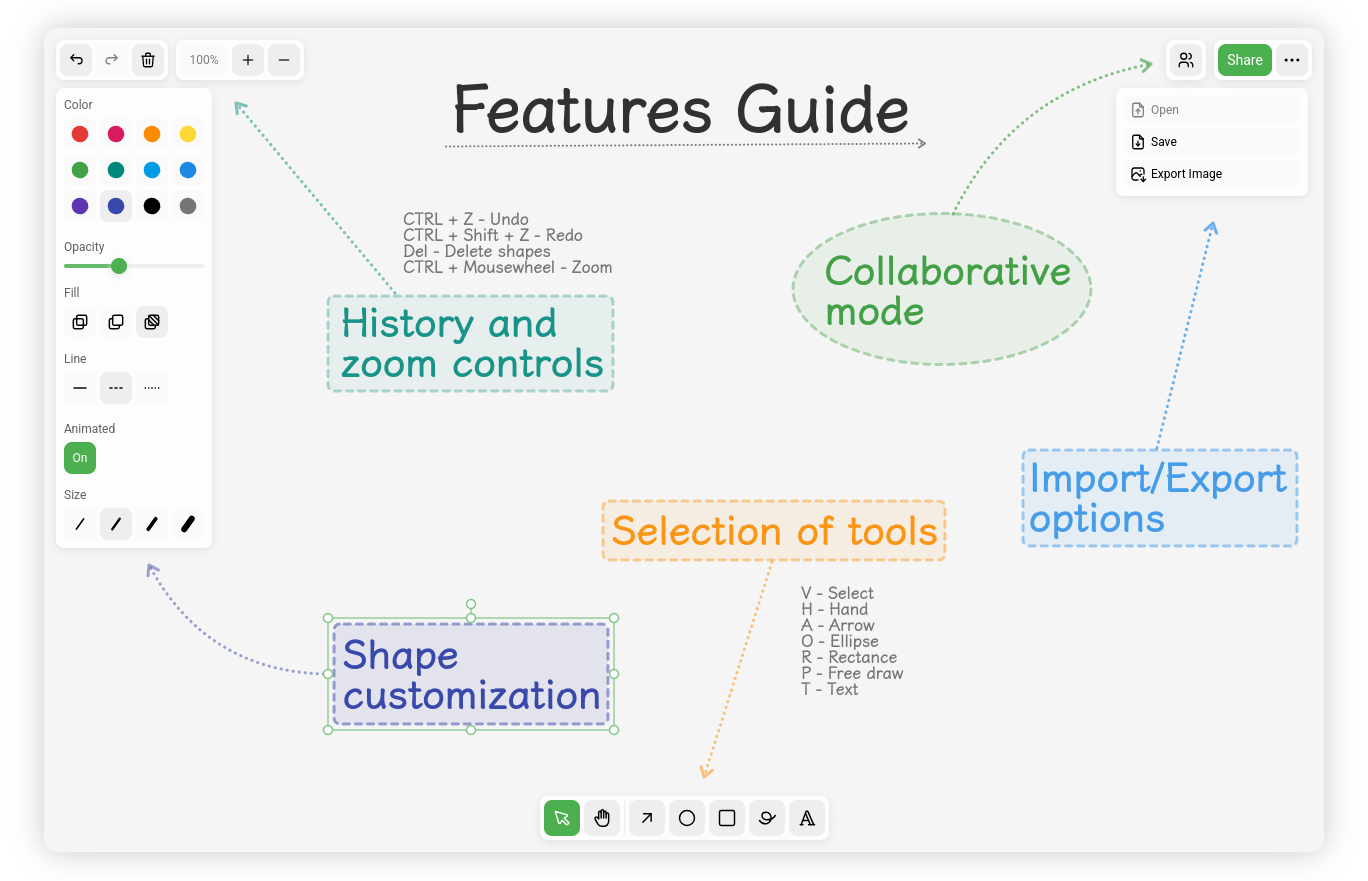 100%
Share
Features Guide
Color
Open
Save
Export Image
CTRL + Z - Undo
CTRL + Shift + Z - Redo
Del - Delete shapes
CTRL + Mousewheel - Zoom
Opacity
Fill
History and
zoom controls
Collaborative
mode
Line
Animated
On
Size
Import/Export
options
Selection of tools
V - Select
H - Hand
A - Arrow
O - Ellipse
R - Rectance
P - Free draw
T - Text
Shape
customization